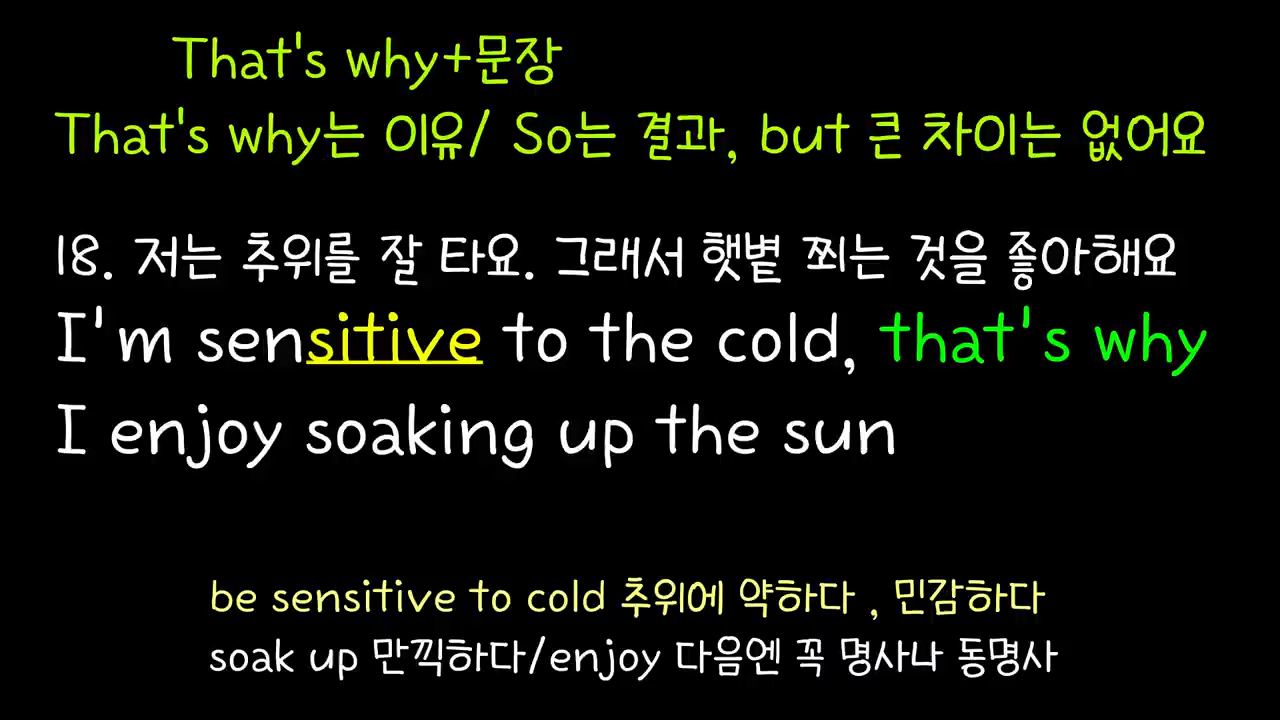 That's why+문장
That's why는 이유/ So는 결과, but 큰 차이는 없어요
18. 저는 추위를 잘 타요. 그래서 햇볕 쬐는 것을 좋아해요
I'm sensitive to the cold, that's why
I enjoy soaking up the sun
be sensitive to cold 추위에 약하다 , 민감하다
soak up 만끽하다/enjoy 다음엔 꼭 명사나 동명사